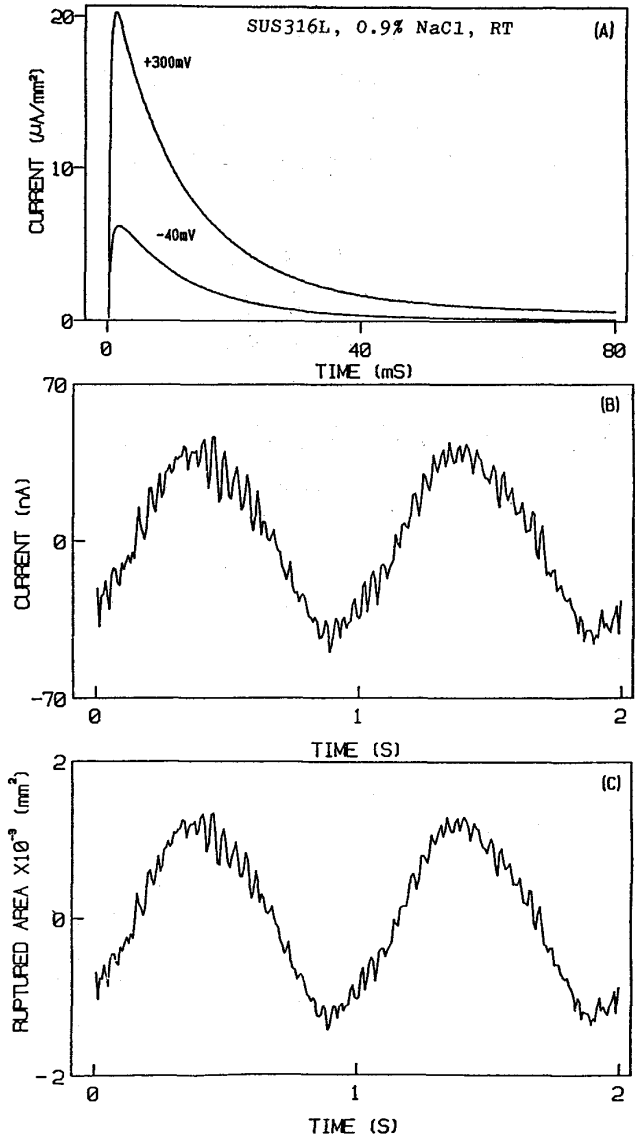 SUS316L, 0.9% NaCl, RT
(A)
20
+300mV
CURRENT (μA/mm²)
10
-40mV
0
0
40
80
TIME (mS)
70
(B)
CURRENT (nA)
0
-70
0
1
2
TIME (S)
2
(C)
RUPTURED AREA X10⁻³ (mm²)
0
-2
0
1
2
TIME (S)